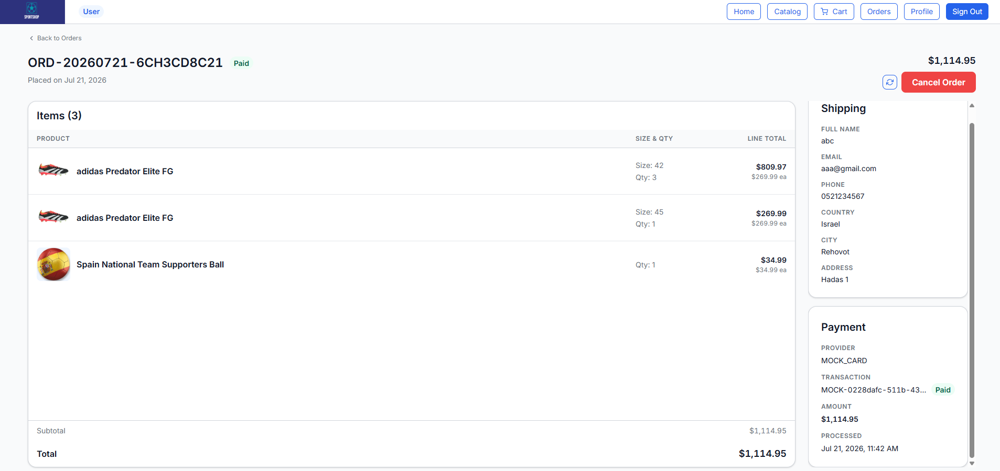 SPORTSHOP
User
Home
Catalog
Cart
Orders
Profile
Sign Out
Back to Orders
ORD-20260721-6CH3CD8C21
Paid
Placed on Jul 21, 2026
$1,114.95
Cancel Order
Items (3)
PRODUCT
SIZE & QTY
LINE TOTAL
adidas Predator Elite FG
Size: 42
Qty: 3
$809.97
$269.99 ea
adidas Predator Elite FG
Size: 45
Qty: 1
$269.99
$269.99 ea
Spain National Team Supporters Ball
Qty: 1
$34.99
$34.99 ea
Subtotal
$1,114.95
Total
$1,114.95
Shipping
FULL NAME
abc
EMAIL
aaa@gmail.com
PHONE
0521234567
COUNTRY
Israel
CITY
Rehovot
ADDRESS
Hadas 1
Payment
PROVIDER
MOCK_CARD
TRANSACTION
MOCK-0228dafc-511b-43...
Paid
AMOUNT
$1,114.95
PROCESSED
Jul 21, 2026, 11:42 AM